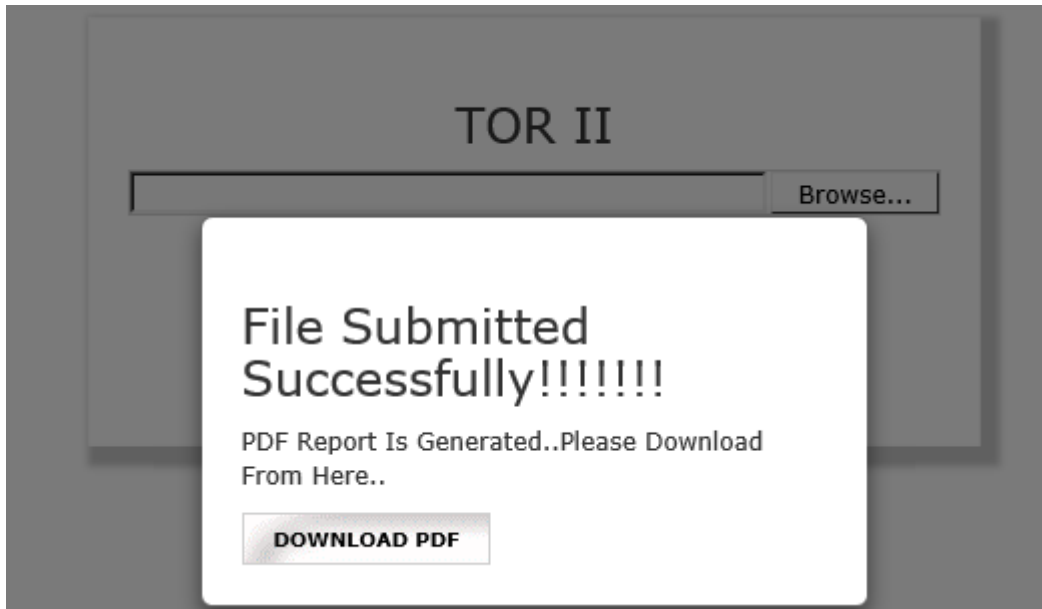 TOR II
Browse...
File Submitted
Successfully!!!!!!!
PDF Report Is Generated..Please Download
From Here..
DOWNLOAD PDF